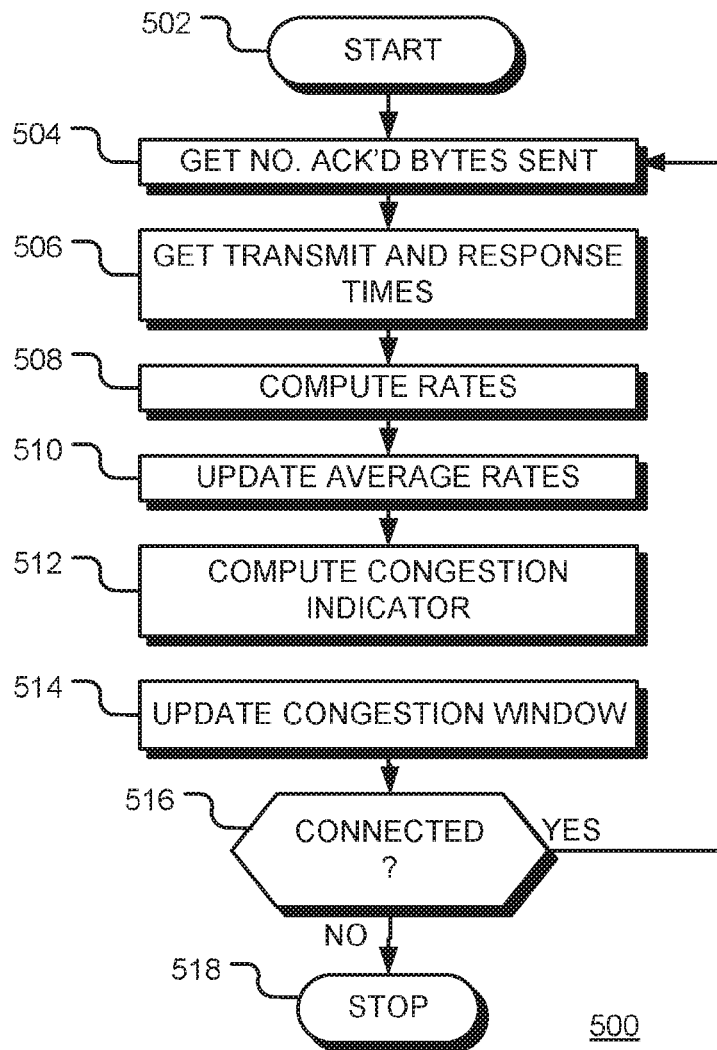 502
START
504
GET NO. ACK'D BYTES SENT
506
GET TRANSMIT AND RESPONSE
TIMES
508
COMPUTE RATES
510
UPDATE AVERAGE RATES
512
COMPUTE CONGESTION
INDICATOR
514
UPDATE CONGESTION WINDOW
516
CONNECTED
?
YES
NO
518
STOP
500